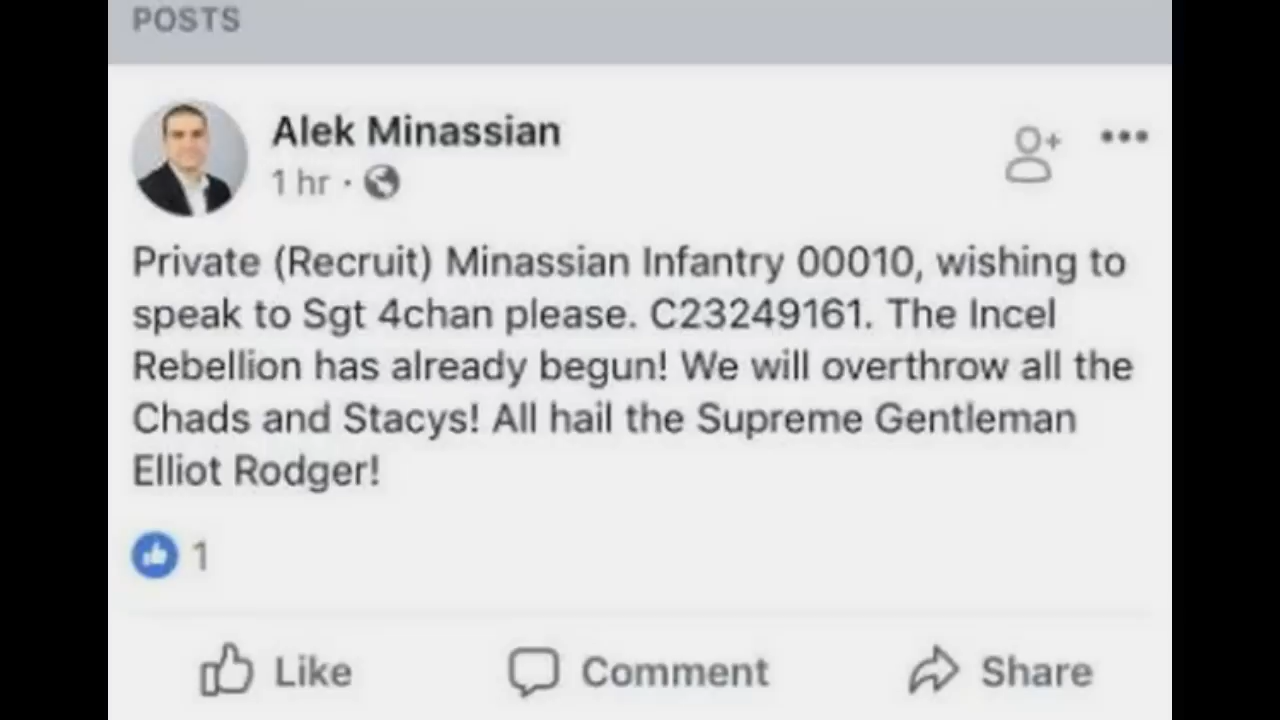 POSTS
Alek Minassian
1 hr ·
Private (Recruit) Minassian Infantry 00010, wishing to
speak to Sgt 4chan please. C23249161. The Incel
Rebellion has already begun! We will overthrow all the
Chads and Stacys! All hail the Supreme Gentleman
Elliot Rodger!
1
Like Comment Share